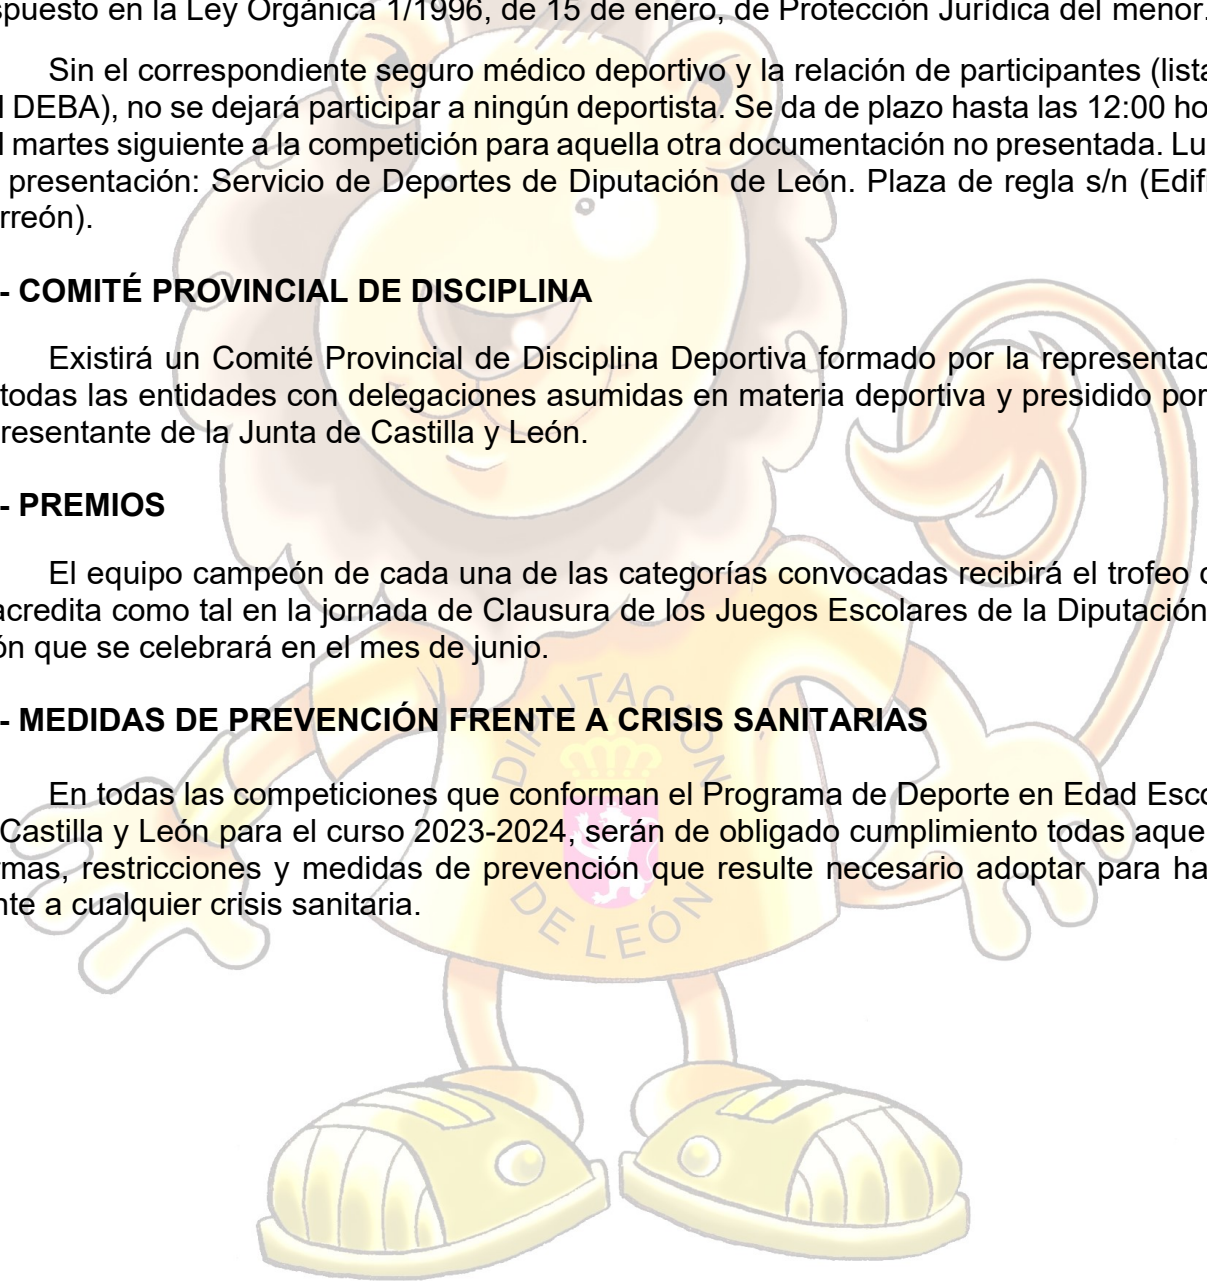 spuesto en la Ley Orgánica 1/1996, de 15 de enero, de Protección Jurídica del menor.
Sin el correspondiente seguro médico deportivo y la relación de participantes (lista
l DEBA), no se dejará participar a ningún deportista. Se da de plazo hasta las 12:00 ho
l martes siguiente a la competición para aquella otra documentación no presentada. Lu
presentación: Servicio de Deportes de Diputación de León. Plaza de regla s/n (Edifi
rreón).
- COMITÉ PROVINCIAL DE DISCIPLINA
Existirá un Comité Provincial de Disciplina Deportiva formado por la representac
todas las entidades con delegaciones asumidas en materia deportiva y presidido por
resentante de la Junta de Castilla y León.
- PREMIOS
El equipo campeón de cada una de las categorías convocadas recibirá el trofeo
acredita como tal en la jornada de Clausura de los Juegos Escolares de la Diputación
ón que se celebrará en el mes de junio.
- MEDIDAS DE PREVENCIÓN FRENTE A CRISIS SANITARIAS
En todas las competiciones que conforman el Programa de Deporte en Edad Esco
Castilla y León para el curso 2023-2024, serán de obligado cumplimiento todas aque
rmas, restricciones y medidas de prevención que resulte necesario adoptar para ha
nte a cualquier crisis sanitaria.
DIPUTACIÓN
DE LEÓN